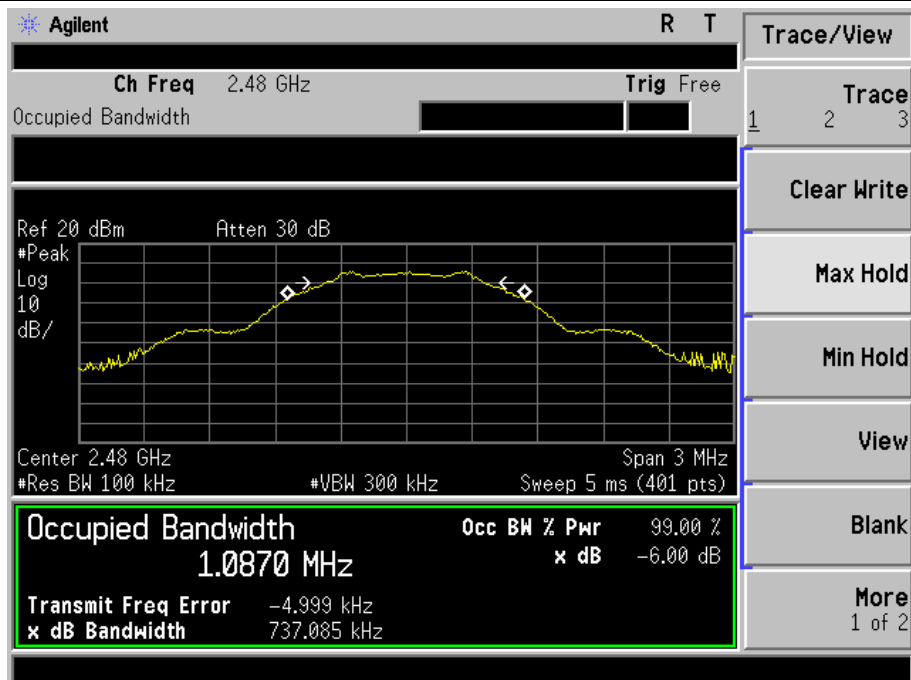 Agilent R T
Ch Freq 2.48 GHz Trig Free
Occupied Bandwidth
Ref 20 dBm Atten 30 dB
#Peak
Log
10
dB/
Center 2.48 GHz Span 3 MHz
#Res BW 100 kHz #VBW 300 kHz Sweep 5 ms (401 pts)
Occupied Bandwidth Occ BW % Pwr 99.00 %
1.0870 MHz x dB -6.00 dB
Transmit Freq Error -4.999 kHz
x dB Bandwidth 737.085 kHz
Trace/View
Trace
1 2 3
Clear Write
Max Hold
Min Hold
View
Blank
More
1 of 2